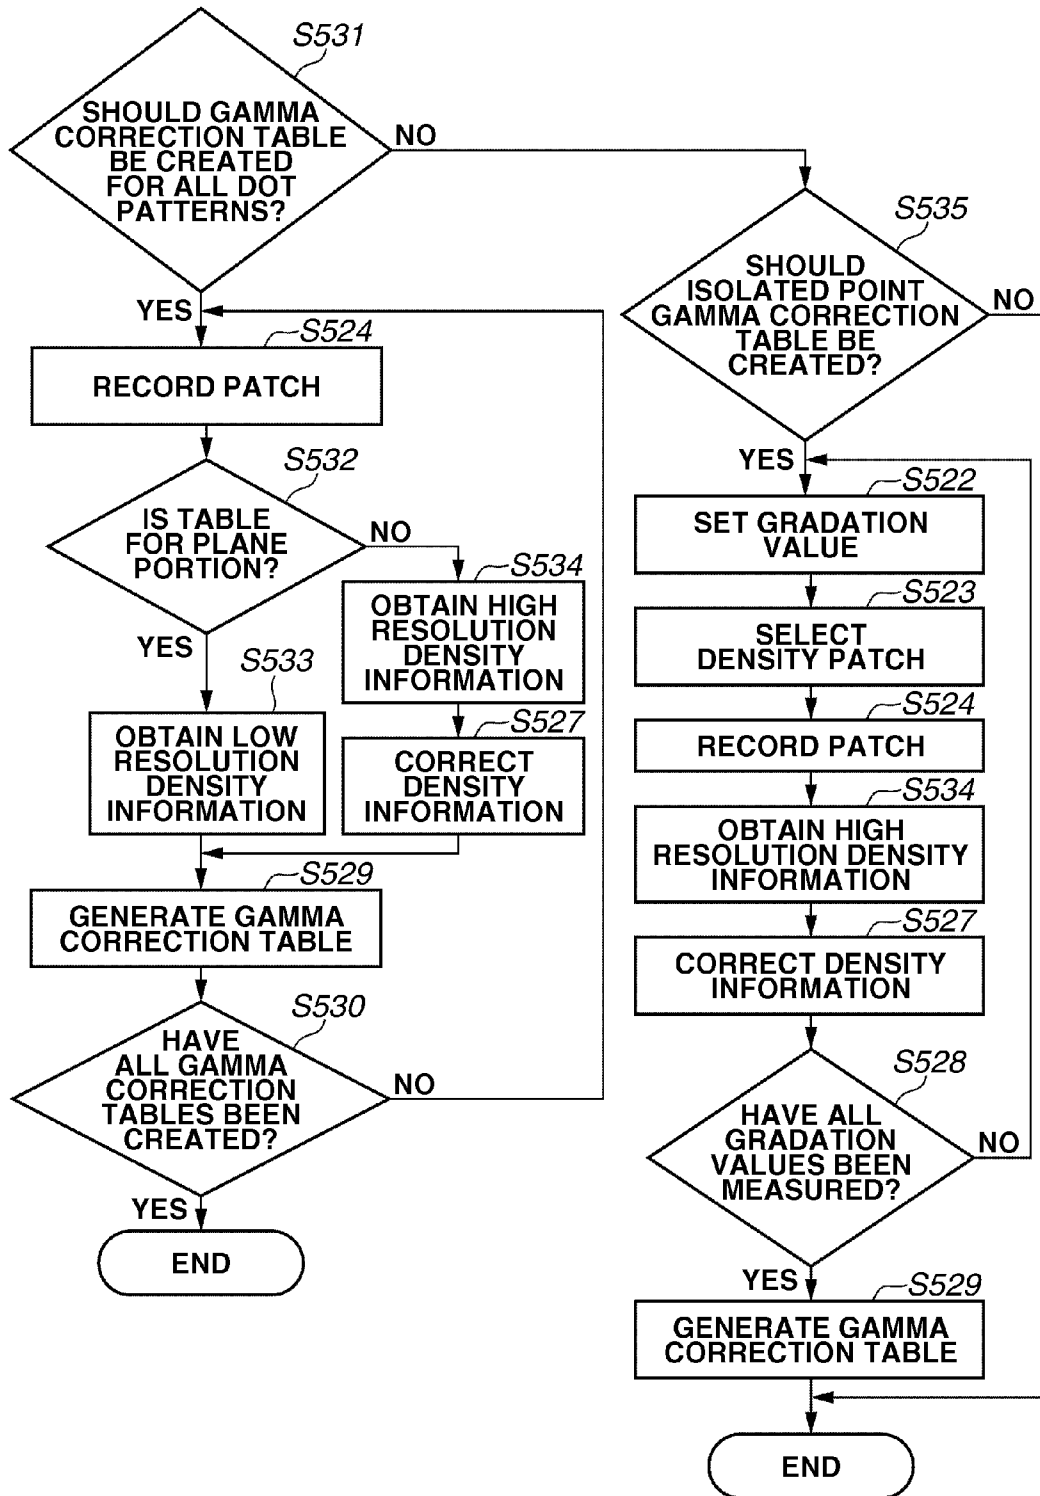 S531
SHOULD GAMMA
CORRECTION TABLE
BE CREATED
FOR ALL DOT
PATTERNS?
NO
YES
S524
RECORD PATCH
S532
IS TABLE
FOR PLANE
PORTION?
NO
YES
S534
OBTAIN HIGH
RESOLUTION
DENSITY
INFORMATION
S533
OBTAIN LOW
RESOLUTION
DENSITY
INFORMATION
S527
CORRECT
DENSITY
INFORMATION
S529
GENERATE GAMMA
CORRECTION TABLE
S530
HAVE
ALL GAMMA
CORRECTION
TABLES BEEN
CREATED?
NO
YES
END
S535
SHOULD
ISOLATED POINT
GAMMA CORRECTION
TABLE BE
CREATED?
NO
YES
S522
SET GRADATION
VALUE
S523
SELECT
DENSITY PATCH
S524
RECORD PATCH
S534
OBTAIN HIGH
RESOLUTION DENSITY
INFORMATION
S527
CORRECT DENSITY
INFORMATION
S528
HAVE ALL
GRADATION
VALUES BEEN
MEASURED?
NO
YES
S529
GENERATE GAMMA
CORRECTION TABLE
END